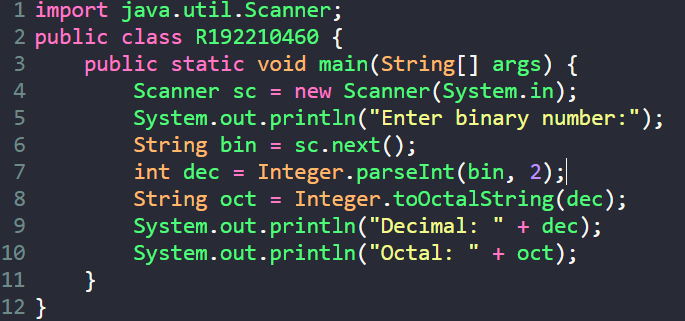 1 import java.util.Scanner;
2 public class R192210460 {
3     public static void main(String[] args) {
4         Scanner sc = new Scanner(System.in);
5         System.out.println("Enter binary number:");
6         String bin = sc.next();
7         int dec = Integer.parseInt(bin, 2);
8         String oct = Integer.toOctalString(dec);
9         System.out.println("Decimal: " + dec);
10         System.out.println("Octal: " + oct);
11     }
12 }